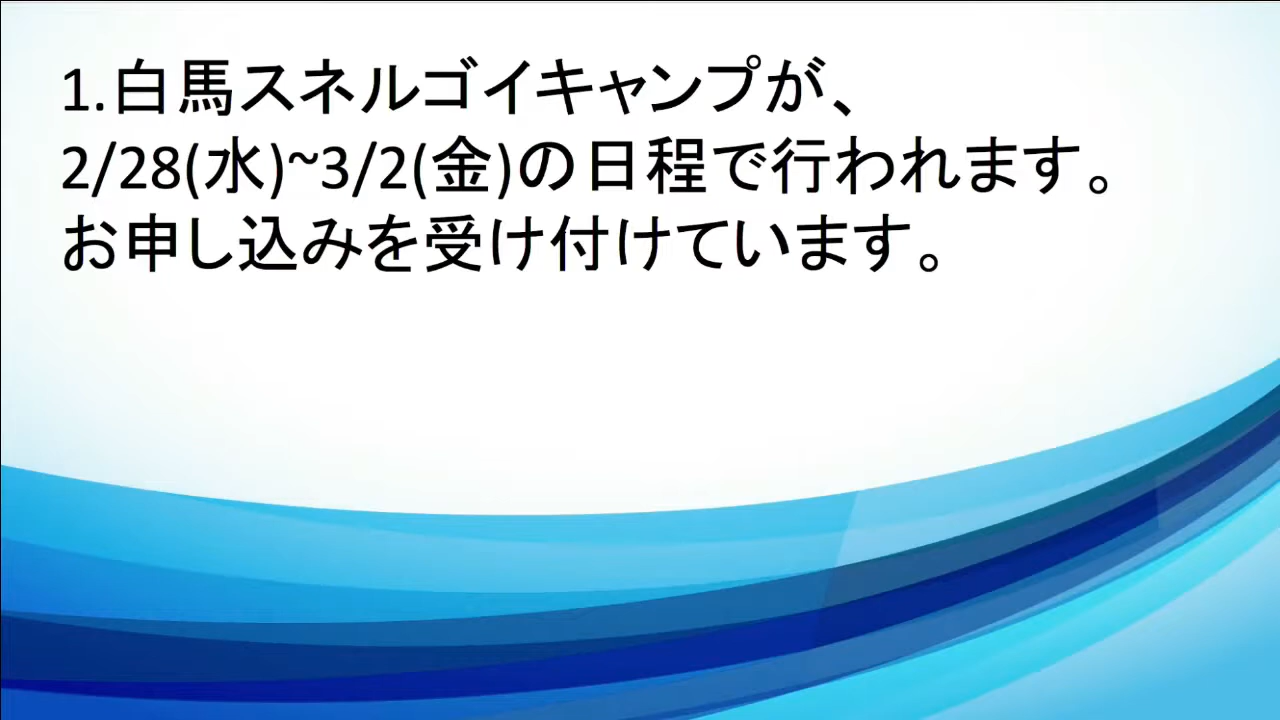 1.白馬スネルゴイキャンプが、
2/28(水)~3/2(金)の日程で行われます。
お申し込みを受け付けています。